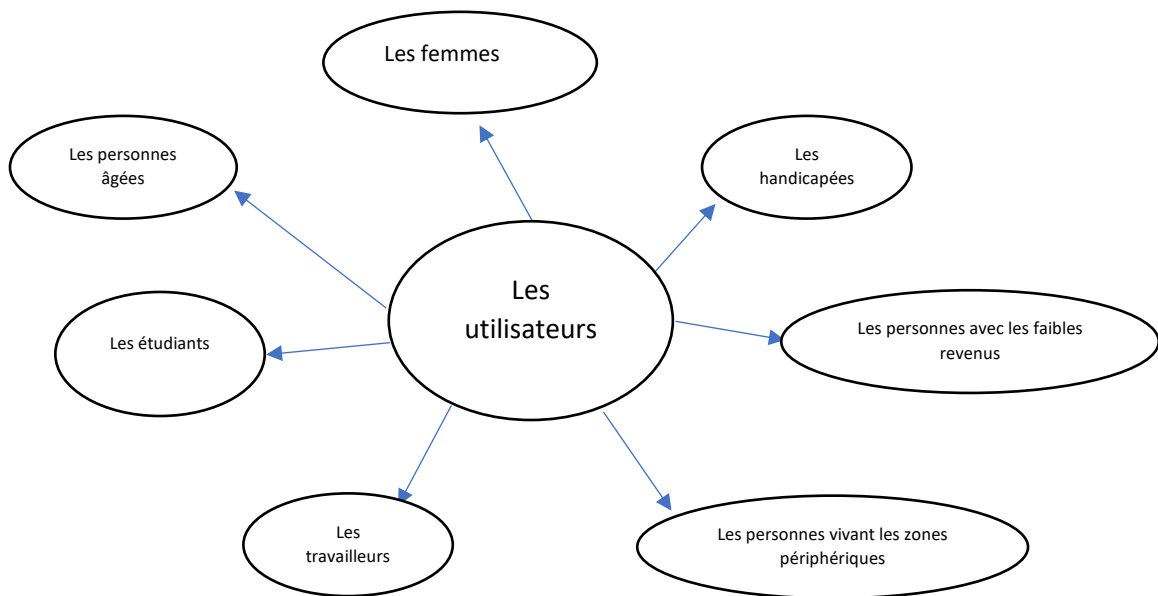 Les femmes
Les personnes
âgées
Les
handicapées
Les
utilisateurs
Les étudiants
Les personnes avec les faibles
revenus
Les
travailleurs
Les personnes vivant les zones
périphériques